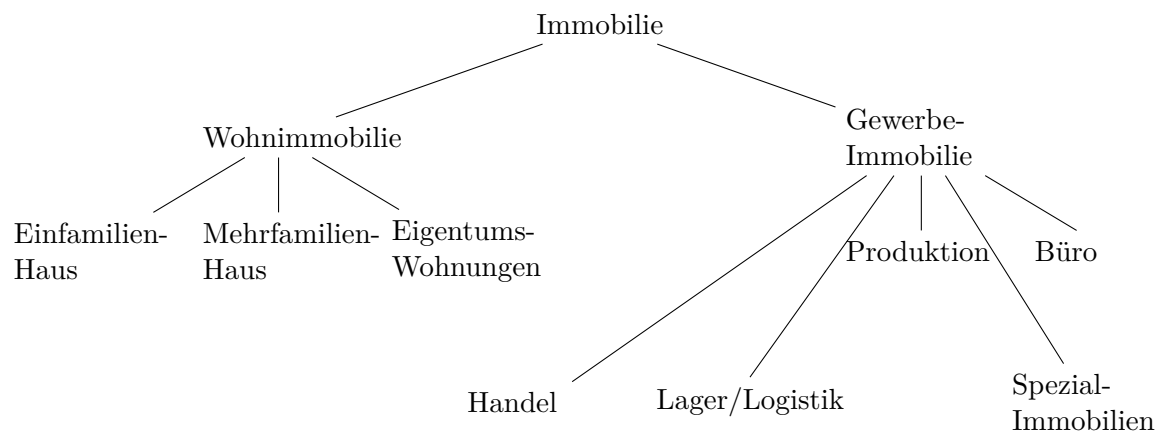 Immobilie
Wohnimmobilie
Gewerbe-
Immobilie
Einfamilien-
Haus
Mehrfamilien-
Haus
Eigentums-
Wohnungen
Produktion
Büro
Handel
Lager/Logistik
Spezial-
Immobilien